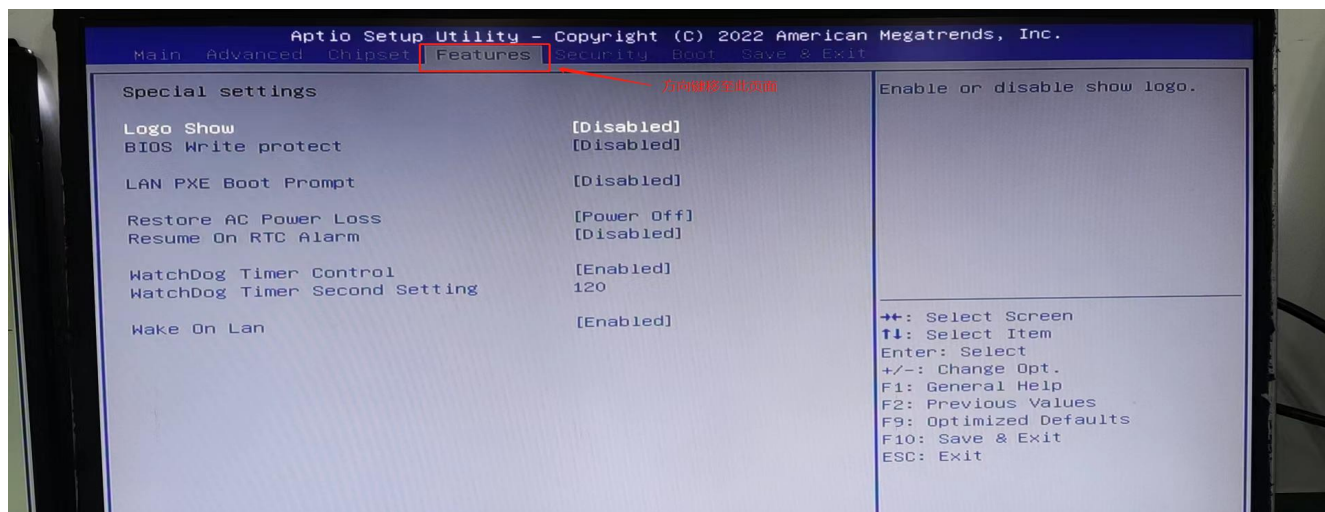 Aptio Setup Utility – Copyright (C) 2022 American Megatrends, Inc.
Main Advanced Chipset Features Security Boot Save & Exit
Special settings
Enable or disable show logo.
Logo Show [Disabled]
BIOS Write protect [Disabled]
LAN PXE Boot Prompt [Disabled]
Restore AC Power Loss [Power Off]
Resume On RTC Alarm [Disabled]
WatchDog Timer Control [Enabled]
WatchDog Timer Second Setting 120
Wake On Lan [Enabled]
→←: Select Screen
↑↓: Select Item
Enter: Select
+/-: Change Opt.
F1: General Help
F2: Previous Values
F9: Optimized Defaults
F10: Save & Exit
ESC: Exit